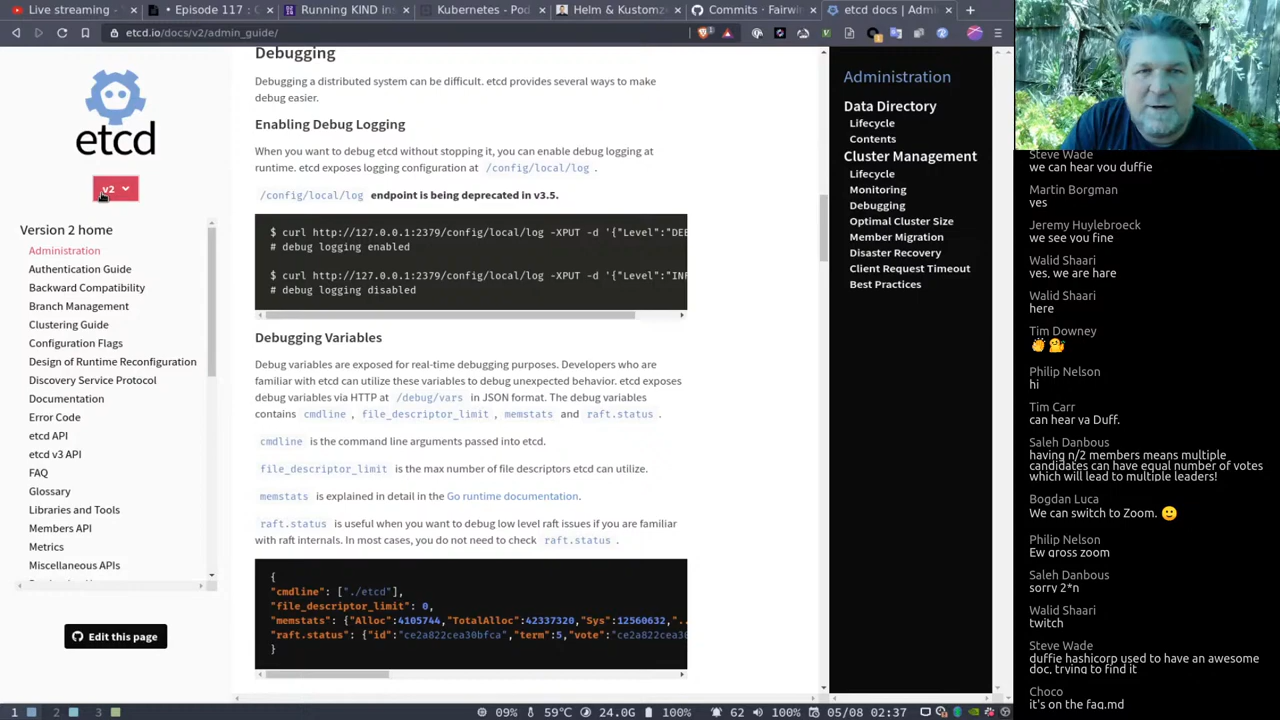 Live streaming -
• Episode 117 : C
Running KIND ins
Kubernetes - Pod
Helm & Kustomze
Commits · Fairwin
etcd docs | Admi
etcd.io/docs/v2/admin_guide/
etcd
v2
Version 2 home
Administration
Authentication Guide
Backward Compatibility
Branch Management
Clustering Guide
Configuration Flags
Design of Runtime Reconfiguration
Discovery Service Protocol
Documentation
Error Code
etcd API
etcd v3 API
FAQ
Glossary
Libraries and Tools
Members API
Metrics
Miscellaneous APIs
Edit this page
Debugging
Debugging a distributed system can be difficult. etcd provides several ways to make
debug easier.
Enabling Debug Logging
When you want to debug etcd without stopping it, you can enable debug logging at
runtime. etcd exposes logging configuration at /config/local/log .
/config/local/log endpoint is being deprecated in v3.5.
$ curl http://127.0.0.1:2379/config/local/log -XPUT -d '{"Level":"DEB
# debug logging enabled
$ curl http://127.0.0.1:2379/config/local/log -XPUT -d '{"Level":"INF
# debug logging disabled
Debugging Variables
Debug variables are exposed for real-time debugging purposes. Developers who are
familiar with etcd can utilize these variables to debug unexpected behavior. etcd exposes
debug variables via HTTP at /debug/vars in JSON format. The debug variables
contains cmdline , file_descriptor_limit , memstats and raft.status .
cmdline is the command line arguments passed into etcd.
file_descriptor_limit is the max number of file descriptors etcd can utilize.
memstats is explained in detail in the Go runtime documentation.
raft.status is useful when you want to debug low level raft issues if you are familiar
with raft internals. In most cases, you do not need to check raft.status .
{
"cmdline": ["./etcd"],
"file_descriptor_limit": 0,
"memstats": {"Alloc":4105744,"TotalAlloc":42337320,"Sys":12560632,"..
"raft.status": {"id":"ce2a822cea30bfca","term":5,"vote":"ce2a822cea30
}
Administration
Data Directory
Lifecycle
Contents
Cluster Management
Lifecycle
Monitoring
Debugging
Optimal Cluster Size
Member Migration
Disaster Recovery
Client Request Timeout
Best Practices
Steve Wade
we can hear you duffie
Martin Borgman
yes
Jeremy Huylebroeck
we see you fine
Walid Shaari
yes, we are hare
Walid Shaari
here
Tim Downey
Philip Nelson
hi
Tim Carr
can hear ya Duff.
Saleh Danbous
having n/2 members means multiple
candidates can have equal number of votes
which will lead to multiple leaders!
Bogdan Luca
We can switch to Zoom. 🙂
Philip Nelson
Ew gross zoom
Saleh Danbous
sorry 2*n
Walid Shaari
twitch
Steve Wade
duffie hashicorp used to have an awesome
doc, trying to find it
Choco
it's on the faq.md
1 2 3 09% 59°C 24.0G 100% 62 100% 05/08 02:37